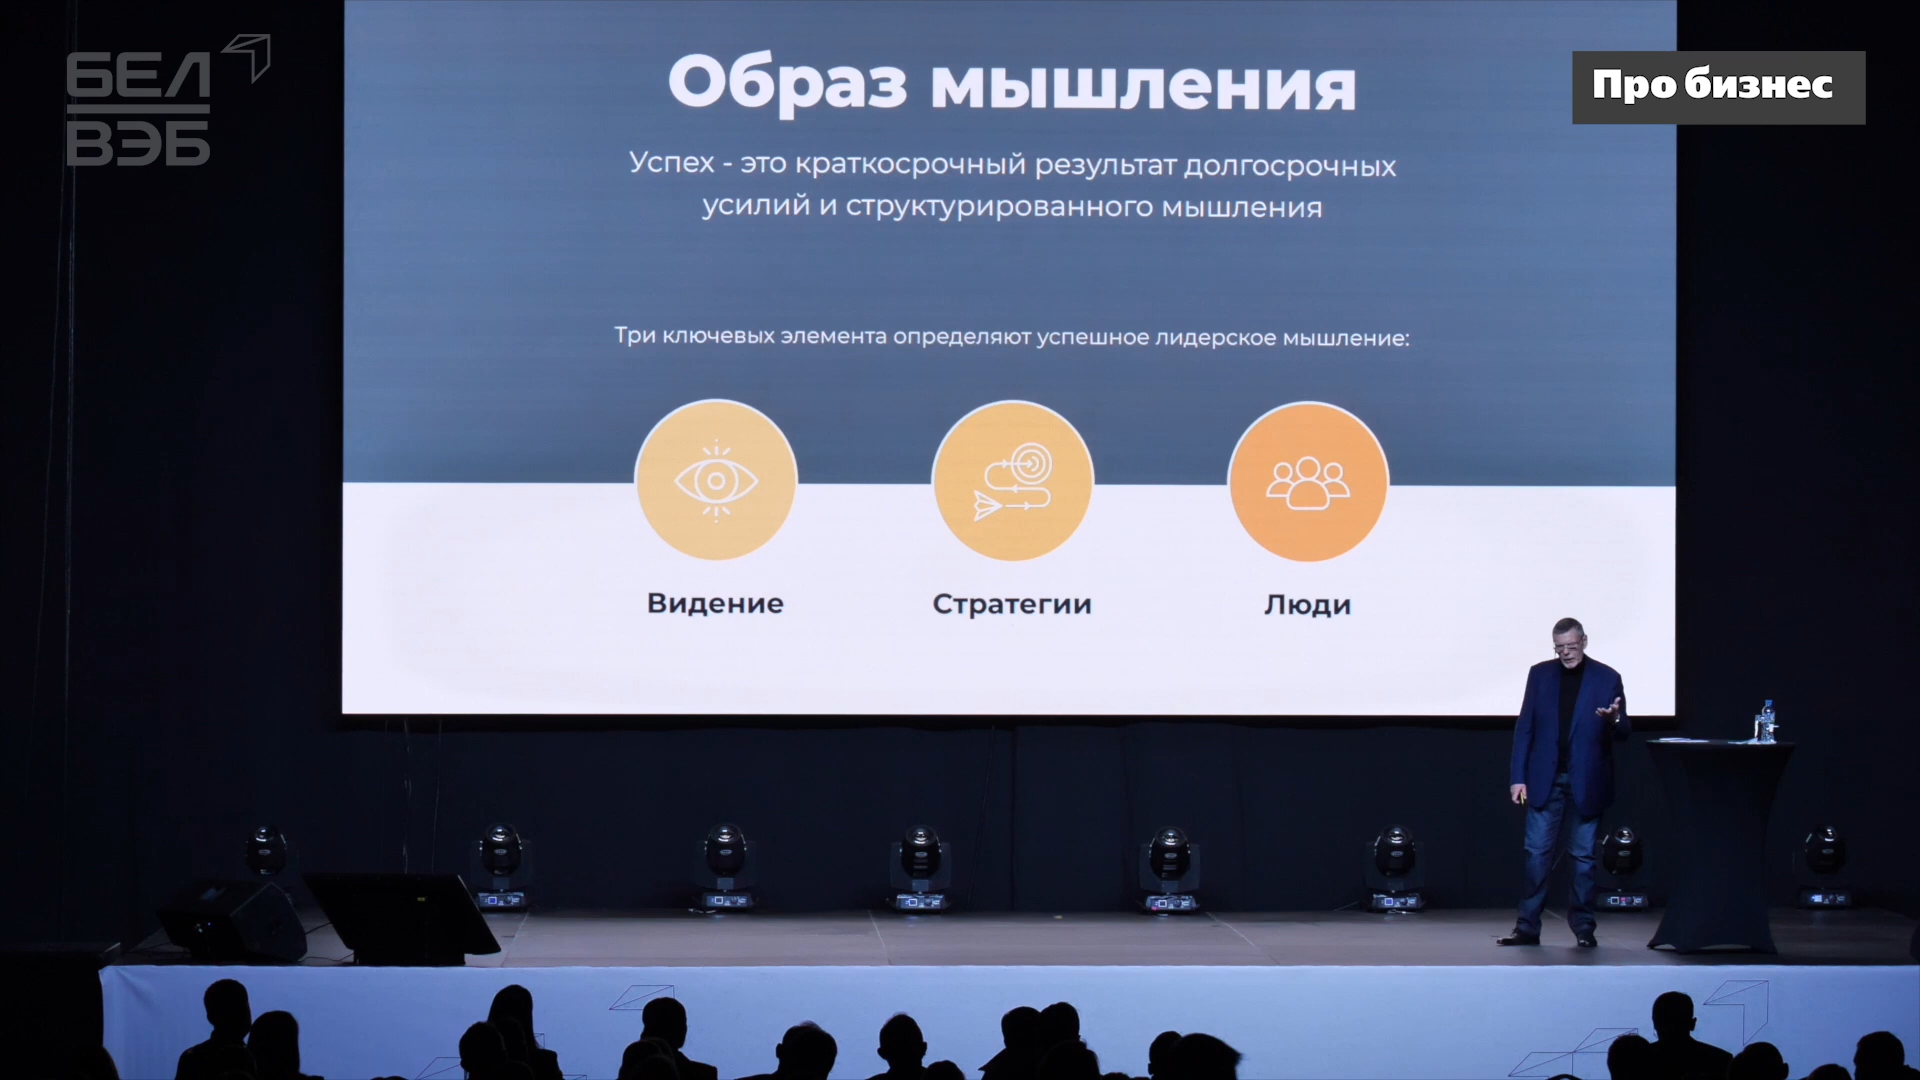 БЕЛ
ВЭБ
Про бизнес
Образ мышления
Успех - это краткосрочный результат долгосрочных
усилий и структурированного мышления
Три ключевых элемента определяют успешное лидерское мышление:
Видение
Стратегии
Люди